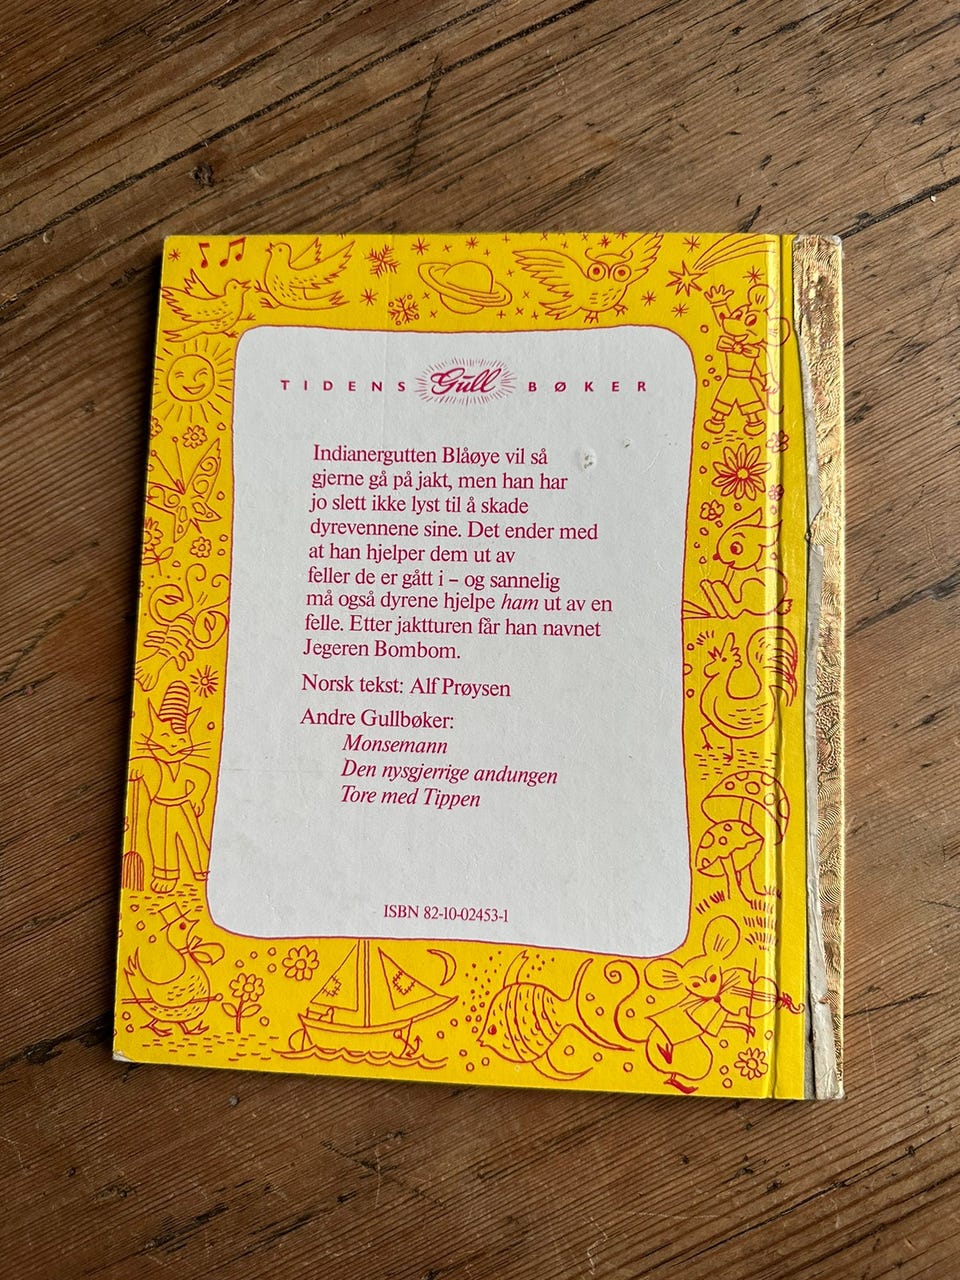 TIDENS Gull BØKER
Indianergutten Blåøye vil så
gjerne gå på jakt, men han har
jo slett ikke lyst til å skade
dyrevennene sine. Det ender med
at han hjelper dem ut av
feller de er gått i – og sannelig
må også dyrene hjelpe ham ut av en
felle. Etter jaktturen får han navnet
Jegeren Bombom.
Norsk tekst: Alf Prøysen
Andre Gullbøker:
Monsemann
Den nysgjerrige andungen
Tore med Tippen
ISBN 82-10-02453-1